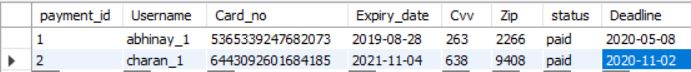 payment_id Username Card_no Expiry_date Cvv Zip status Deadline
1 abhinay_1 5365339247682073 2019-08-28 263 2266 paid 2020-05-08
2 charan_1 6443092601684185 2021-11-04 638 9408 paid 2020-11-02